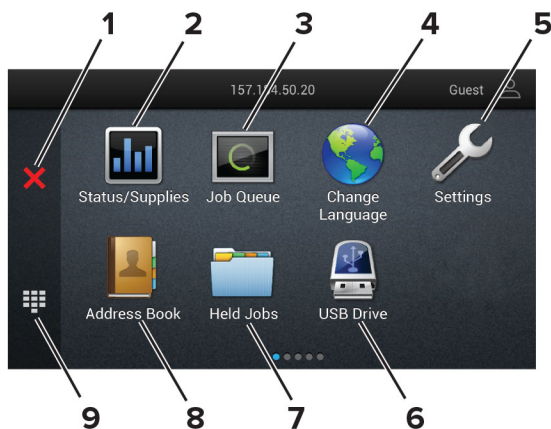 1 2 3 4 5
Guest
Status/Supplies Job Queue Change Language Settings
Address Book Held Jobs USB Drive
9 8 7 6